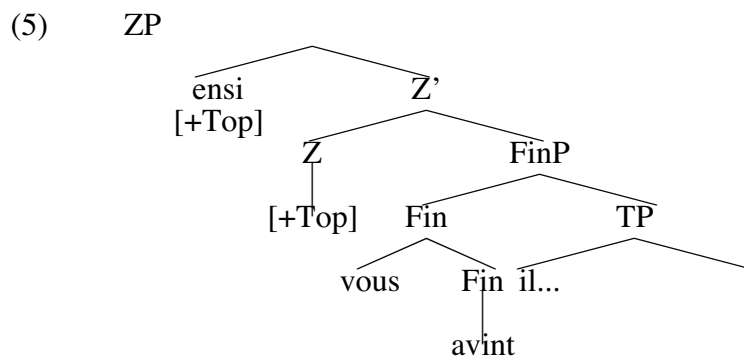 (5) ZP
ensi Z'
[+Top]
Z FinP
[+Top] Fin TP
vous Fin il...
avint